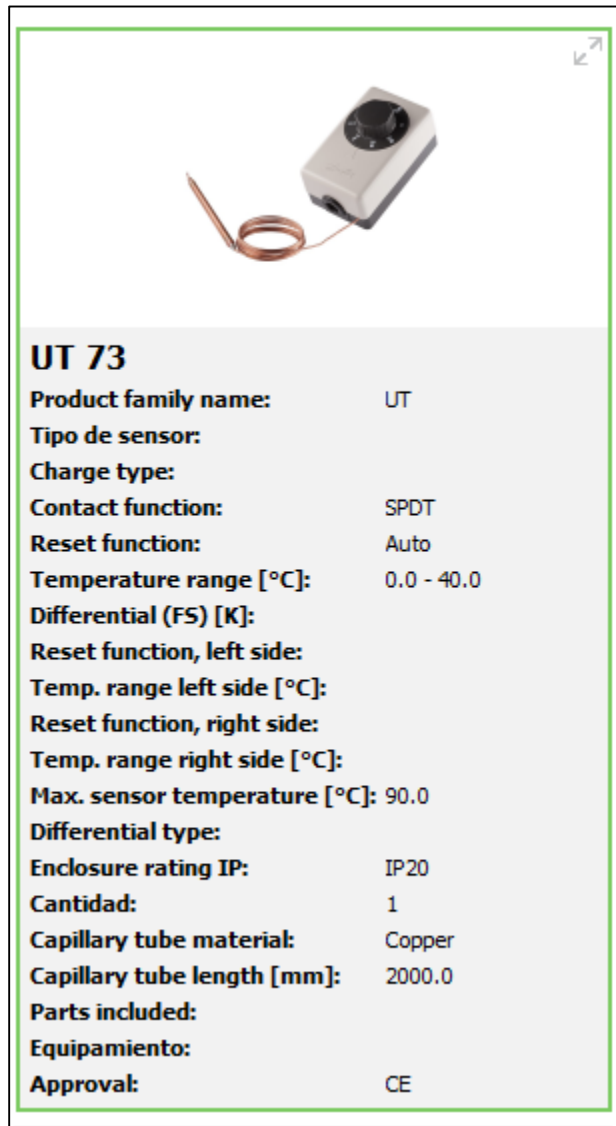 UT 73
Product family name: UT
Tipo de sensor:
Charge type:
Contact function: SPDT
Reset function: Auto
Temperature range [°C]: 0.0 - 40.0
Differential (FS) [K]:
Reset function, left side:
Temp. range left side [°C]:
Reset function, right side:
Temp. range right side [°C]:
Max. sensor temperature [°C]: 90.0
Differential type:
Enclosure rating IP: IP20
Cantidad: 1
Capillary tube material: Copper
Capillary tube length [mm]: 2000.0
Parts included:
Equipamiento:
Approval: CE